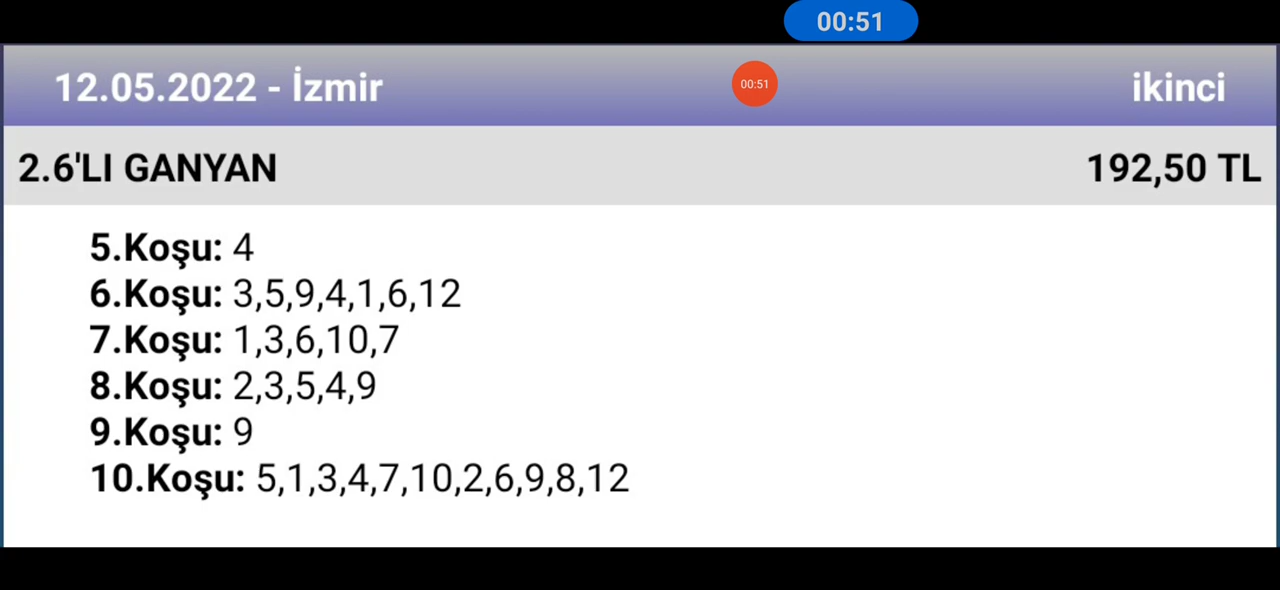 00:51
12.05.2022 - İzmir
00:51
ikinci
2.6'LI GANYAN
192,50 TL
5.Koşu: 4
6.Koşu: 3,5,9,4,1,6,12
7.Koşu: 1,3,6,10,7
8.Koşu: 2,3,5,4,9
9.Koşu: 9
10.Koşu: 5,1,3,4,7,10,2,6,9,8,12